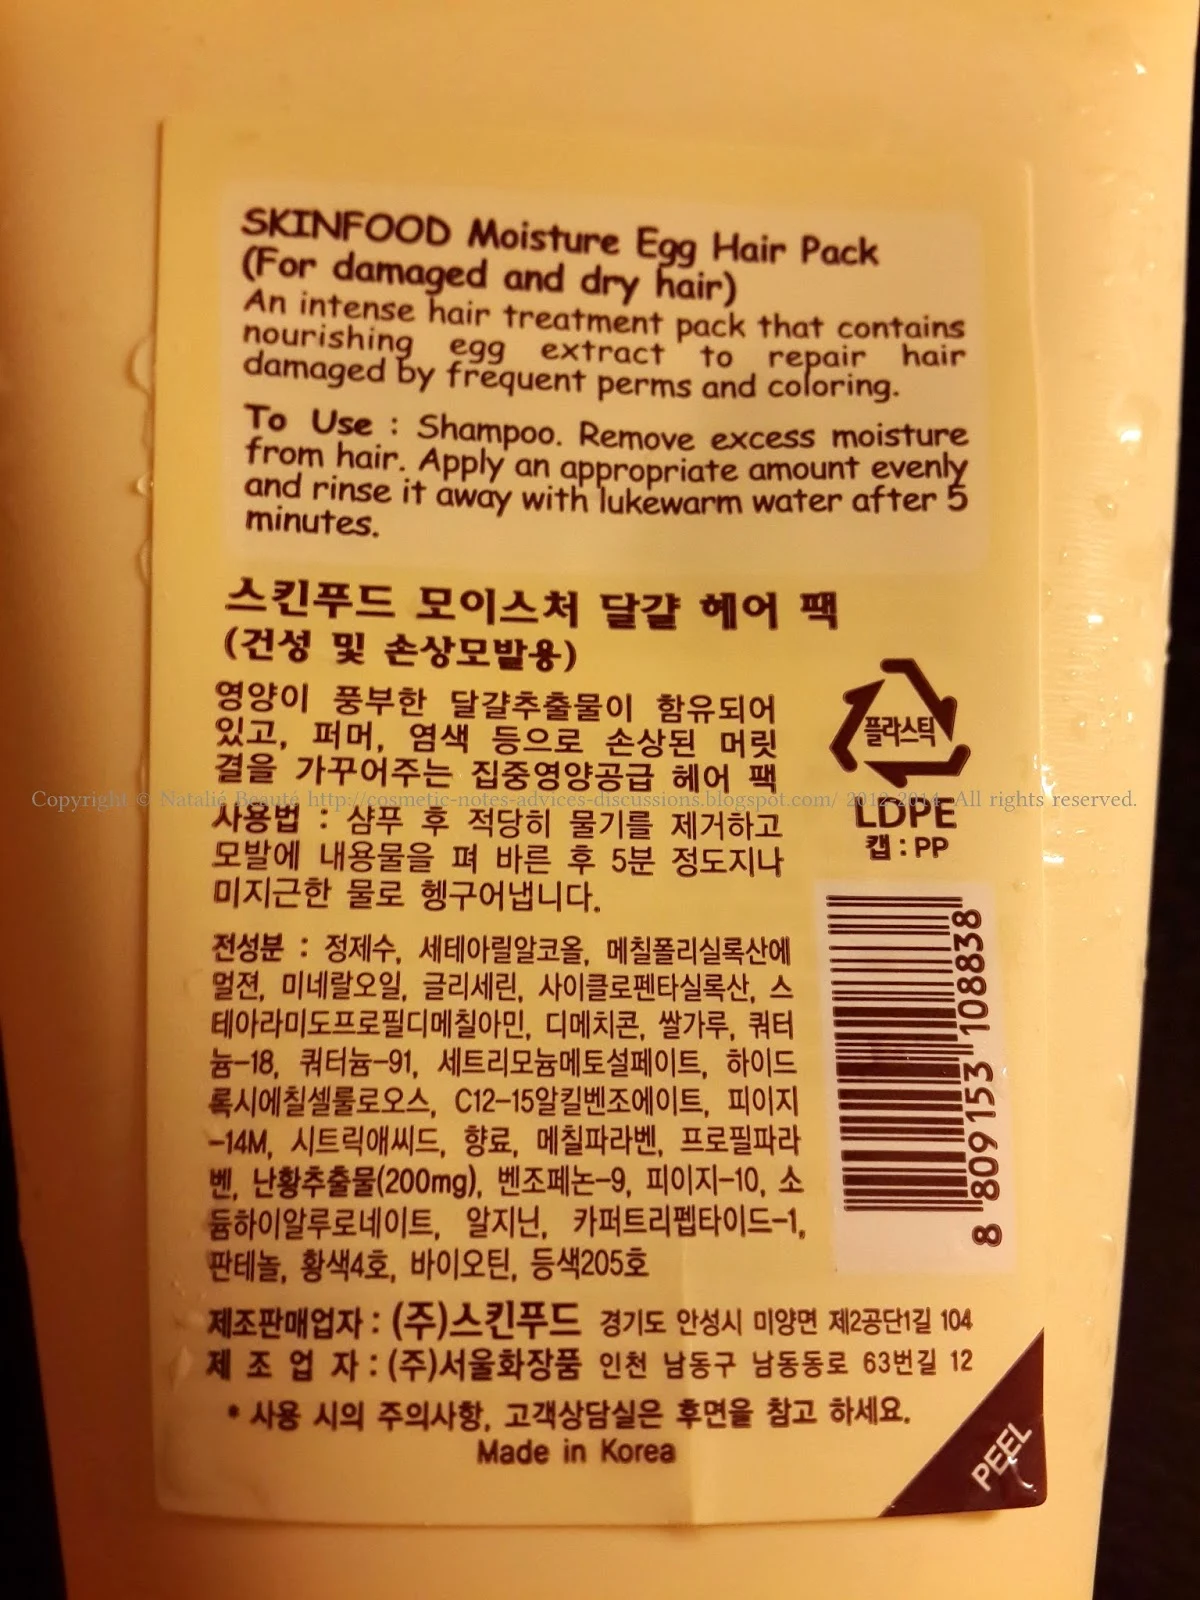 SKINFOOD Moisture Egg Hair Pack
(For damaged and dry hair)
An intense hair treatment pack that contains
nourishing egg extract to repair hair
damaged by frequent perms and coloring.
To Use : Shampoo. Remove excess moisture
from hair. Apply an appropriate amount evenly
and rinse it away with lukewarm water after 5
minutes.
스킨푸드 모이스처 달걀 헤어 팩
(건성 및 손상모발용)
영양이 풍부한 달걀추출물이 함유되어
있고, 퍼머, 염색 등으로 손상된 머릿
결을 가꾸어주는 집중영양공급 헤어 팩
사용법 : 샴푸 후 적당히 물기를 제거하고
모발에 내용물을 펴 바른 후 5분 정도지나
미지근한 물로 헹구어냅니다.
플라스틱
LDPE
캡 : PP
Copyright © Natalié Beauté http://cosmetic-notes-advices-discussions.blogspot.com/ 2012-2014. All rights reserved.
전성분 : 정제수, 세테아릴알코올, 메칠폴리실록산에
멀젼, 미네랄오일, 글리세린, 사이클로펜타실록산, 스
테아라미도프로필디메칠아민, 디메치콘, 쌀가루, 쿼터
늄-18, 쿼터늄-91, 세트리모늄메토설페이트, 하이드
록시에칠셀룰로오스, C12-15알킬벤조에이트, 피이지
-14M, 시트릭애씨드, 향료, 메칠파라벤, 프로필파라
벤, 난황추출물(200mg), 벤조페논-9, 피이지-10, 소
듐하이알루로네이트, 알지닌, 카퍼트리펩타이드-1,
판테놀, 황색4호, 바이오틴, 등색205호
8 809153 108838
제조판매업자 : (주)스킨푸드 경기도 안성시 미양면 제2공단1길 104
제 조 업 자 : (주)서울화장품 인천 남동구 남동동로 63번길 12
* 사용 시의 주의사항, 고객상담실은 후면을 참고 하세요.
Made in Korea
PEEL